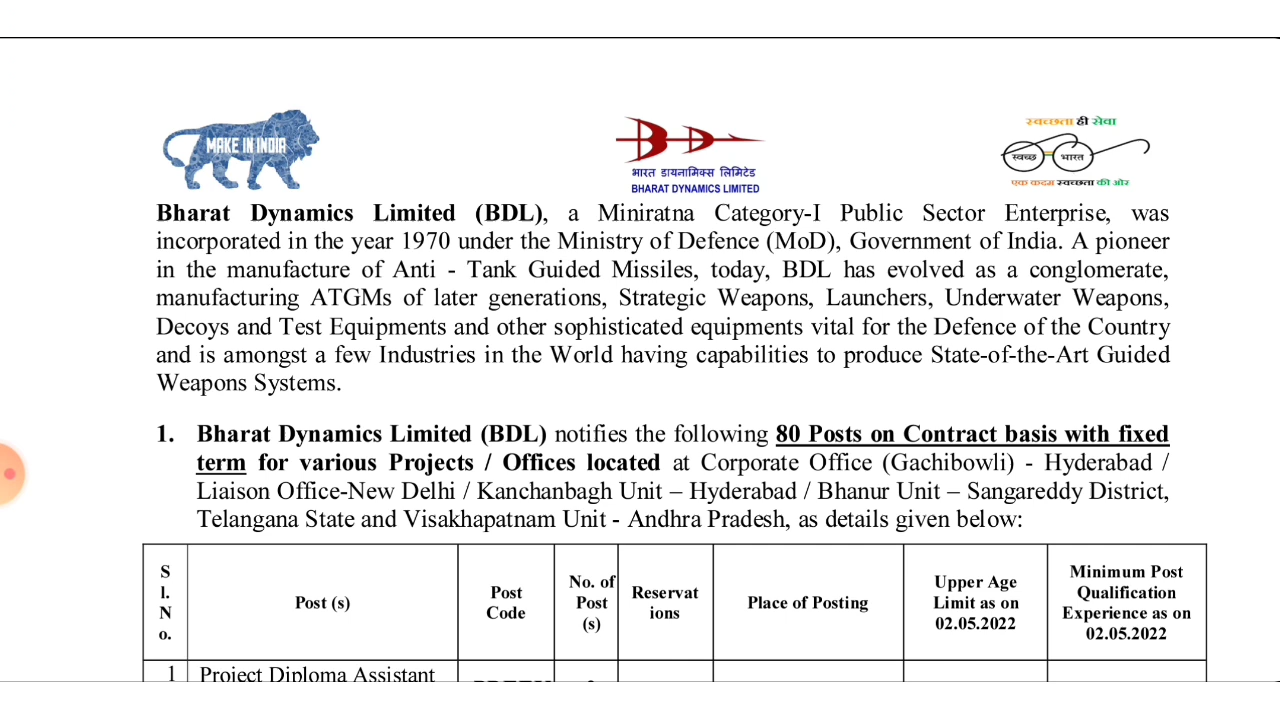 MAKE IN INDIA
भारत डायनामिक्स लिमिटेड
BHARAT DYNAMICS LIMITED
स्वच्छता ही सेवा
स्वच्छ भारत
एक कदम स्वच्छता की ओर
Bharat Dynamics Limited (BDL), a Miniratna Category-I Public Sector Enterprise, was
incorporated in the year 1970 under the Ministry of Defence (MoD), Government of India. A pioneer
in the manufacture of Anti - Tank Guided Missiles, today, BDL has evolved as a conglomerate,
manufacturing ATGMs of later generations, Strategic Weapons, Launchers, Underwater Weapons,
Decoys and Test Equipments and other sophisticated equipments vital for the Defence of the Country
and is amongst a few Industries in the World having capabilities to produce State-of-the-Art Guided
Weapons Systems.
1. Bharat Dynamics Limited (BDL) notifies the following 80 Posts on Contract basis with fixed
term for various Projects / Offices located at Corporate Office (Gachibowli) - Hyderabad /
Liaison Office-New Delhi / Kanchanbagh Unit – Hyderabad / Bhanur Unit – Sangareddy District,
Telangana State and Visakhapatnam Unit - Andhra Pradesh, as details given below:
S
l.
N
o.
Post (s)
Post
Code
No. of
Post
(s)
Reservat
ions
Place of Posting
Upper Age
Limit as on
02.05.2022
Minimum Post
Qualification
Experience as on
02.05.2022
1 Project Diploma Assistant